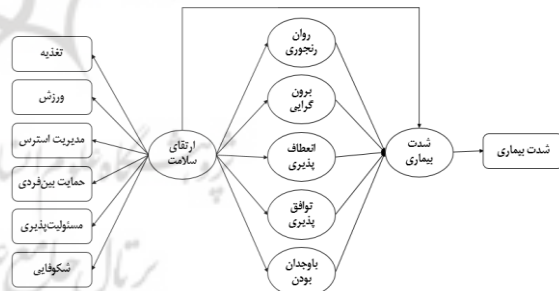 تغذیه
ورزش
مدیریت استرس
حمایت بین‌فردی
مسئولیت‌پذیری
شکوفایی
ارتقای
سلامت
روان
رنجوری
برون
گرایی
انعطاف
پذیری
توافق
پذیری
باوجدان
بودن
شدت
بیماری
شدت بیماری